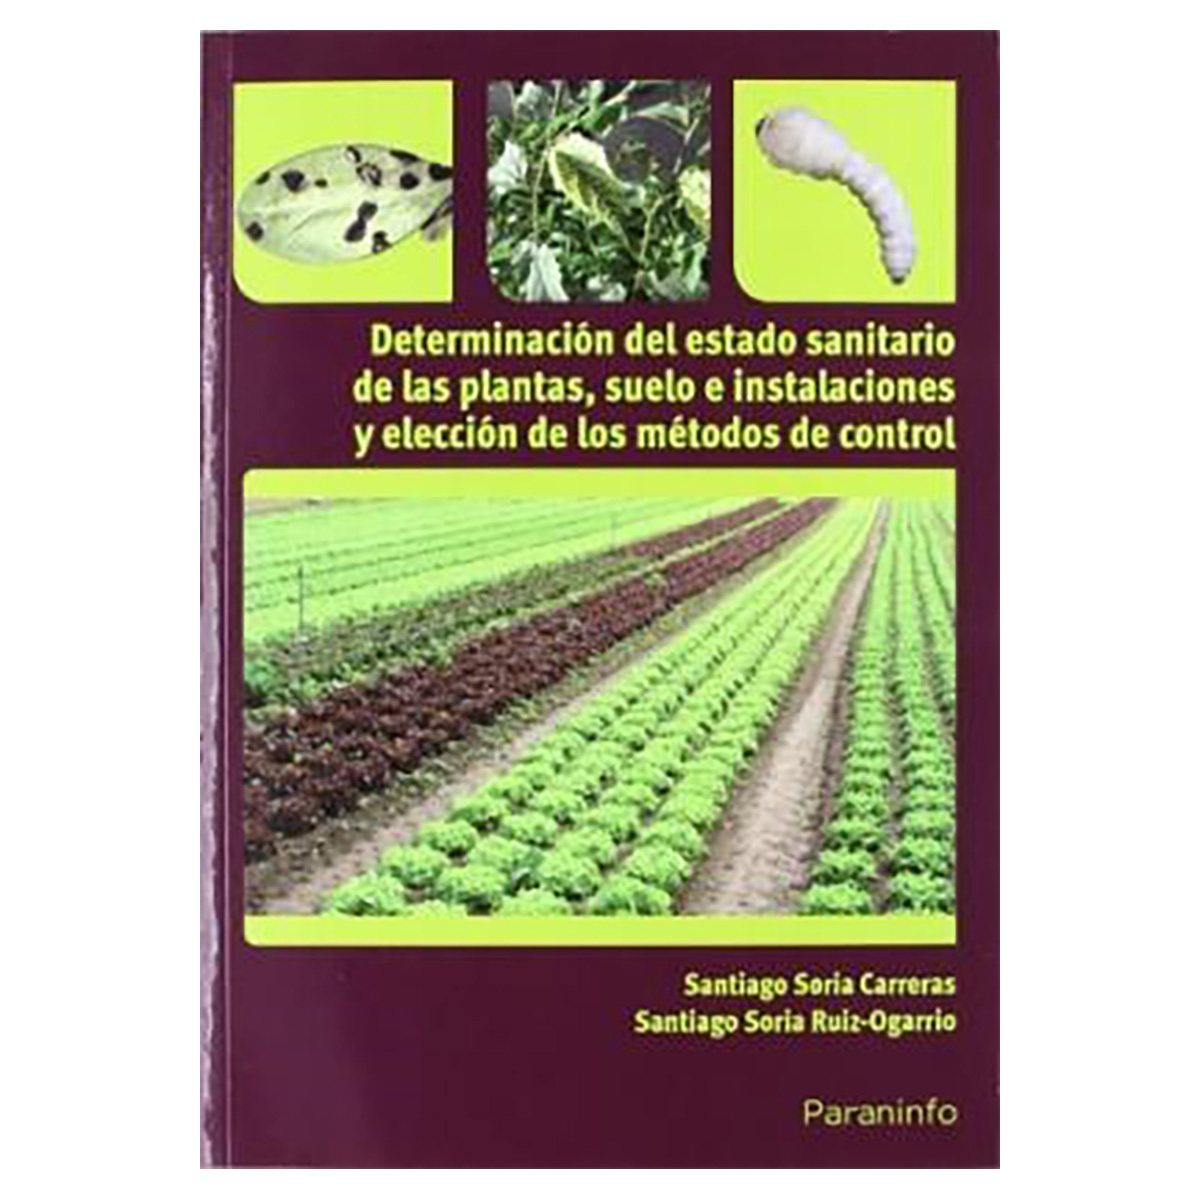 Determinación del estado sanitario
de las plantas, suelo e instalaciones
y elección de los métodos de control
Santiago Soria Carreras
Santiago Soria Ruiz-Ogarrio
Paraninfo